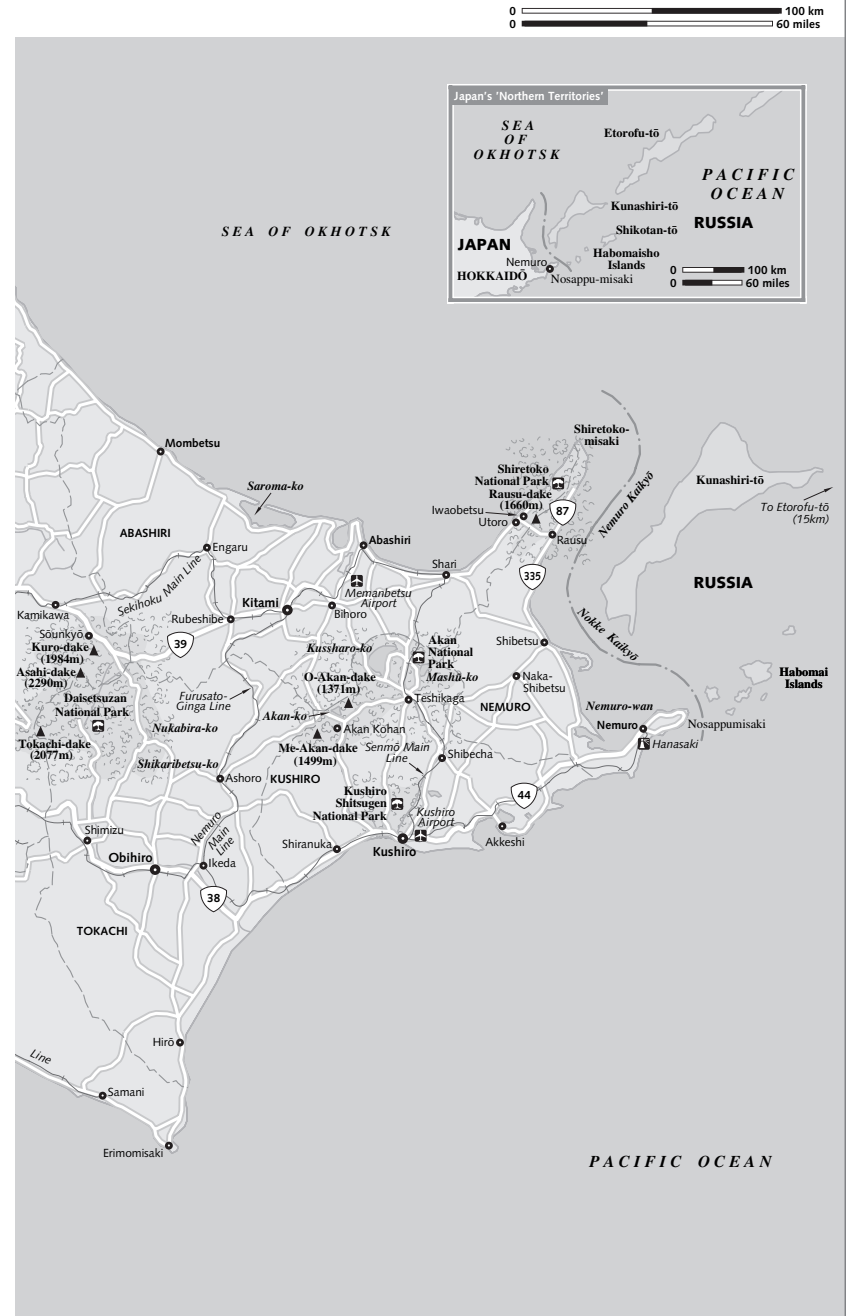 0 100 km
0 60 miles
Japan's 'Northern Territories'
SEA
OF
OKHOTSK
Etorofu-tō
PACIFIC
OCEAN
Kunashiri-tō
RUSSIA
Shikotan-tō
JAPAN
Habomaisho
Islands
Nemuro
HOKKAIDŌ
Nosappu-misaki
0 100 km
0 60 miles
SEA OF OKHOTSK
Mombetsu
Shiretoko-
misaki
Shiretoko
National Park
Rausu-dake
(1660m)
Iwaobetsu
Utoro
87
Rausu
Nemuro Kaikyō
Kunashiri-tō
To Etorofu-tō
(15km)
Saroma-ko
ABASHIRI
Engaru
Abashiri
Shari
335
RUSSIA
Sekihoku Main Line
Memanbetsu
Airport
Kamikawa
Kitami
Bihoro
Rubeshibe
Sōunkyō
Kuro-dake
(1984m)
39
Kussharo-ko
Akan
National
Park
Mashū-ko
Shibetsu
Nokke Kaikyō
Asahi-dake
(2290m)
O-Akan-dake
(1371m)
Naka-
Shibetsu
Habomai
Islands
Daisetsuzan
National Park
Furusato-
Ginga Line
Teshikaga
NEMURO
Nemuro-wan
Akan-ko
Nukabira-ko
Akan Kohan
Nemuro
Nosappumisaki
Hanasaki
Tokachi-dake
(2077m)
Me-Akan-dake
(1499m)
Senmō Main
Line
Shibecha
Shikaribetsu-ko
Ashoro
KUSHIRO
Kushiro
Shitsugen
National Park
44
Kushiro
Airport
Shimizu
Nemuro
Main
Line
Shiranuka
Kushiro
Akkeshi
Obihiro
Ikeda
38
TOKACHI
Hirō
Line
Samani
Erimomisaki
PACIFIC OCEAN